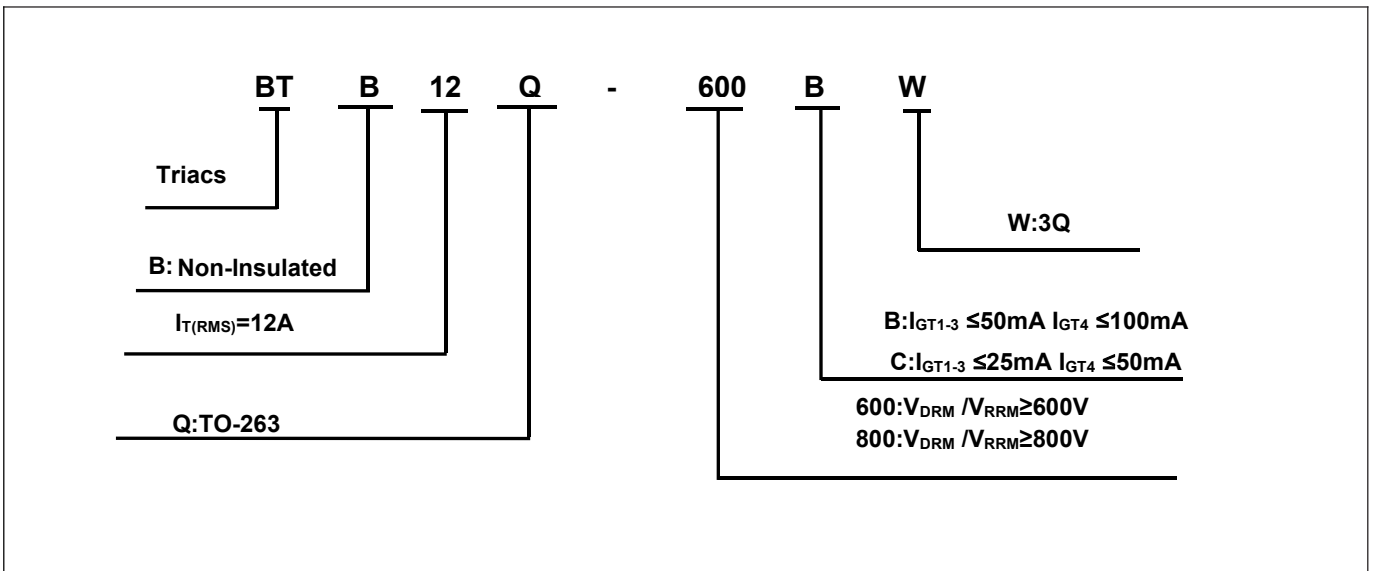 BT B 12 Q - 600 B W
Triacs
W:3Q
B: Non-Insulated
IT(RMS)=12A
B:IGT1-3 ≤50mA IGT4 ≤100mA
C:IGT1-3 ≤25mA IGT4 ≤50mA
Q:TO-263
600:VDRM /VRRM≥600V
800:VDRM /VRRM≥800V